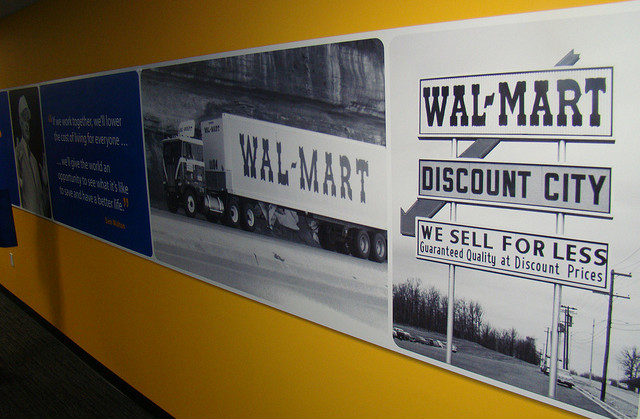 "If we work together, we'll lower
the cost of living for everyone ...
... we'll give the world an
opportunity to see what it's like
to save and have a better life."
Sam Walton
WAL-MART
WAL-MART
DISCOUNT CITY
WE SELL FOR LESS
Guaranteed Quality at Discount Prices